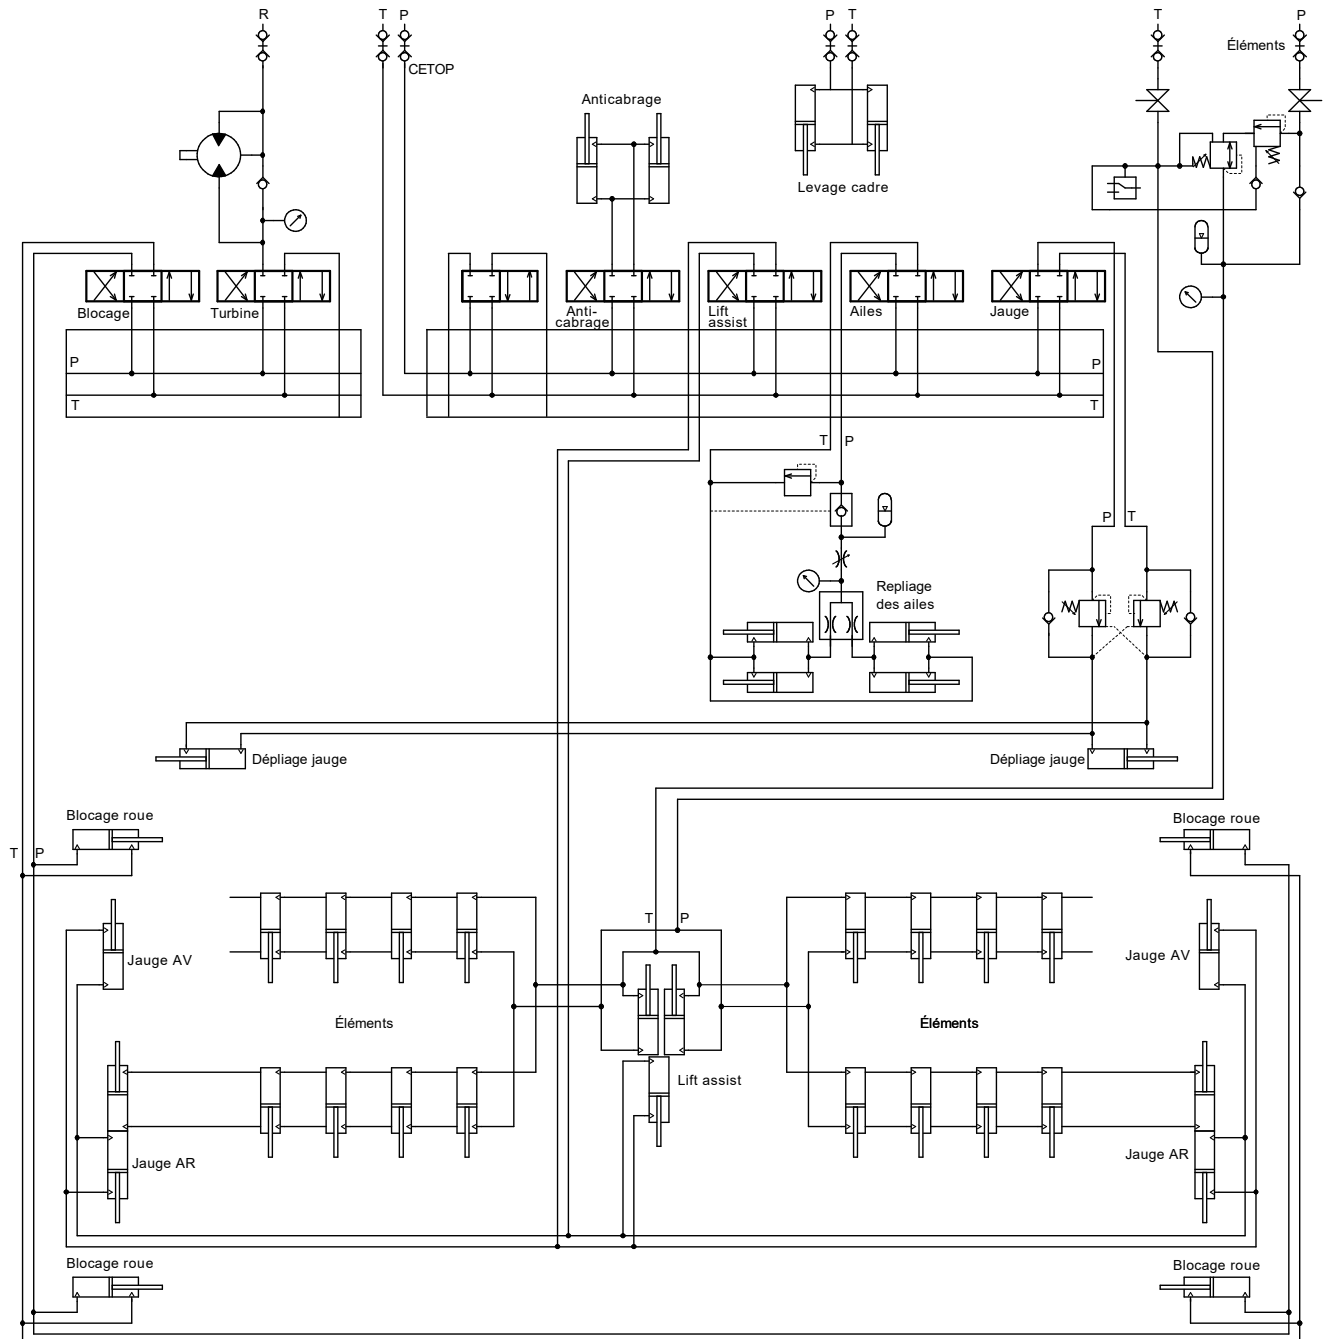 R
T P
P T
T
P
Éléments
CETOP
Anticabrage
Levage cadre
Blocage
Turbine
Anti-
cabrage
Lift
assist
Ailes
Jauge
P
T
P
T
T P
P T
Repliage
des ailes
Dépliage jauge
Dépliage jauge
Blocage roue
Blocage roue
T P
T P
Jauge AV
Jauge AV
Éléments
Éléments
Lift assist
Jauge AR
Jauge AR
Blocage roue
Blocage roue